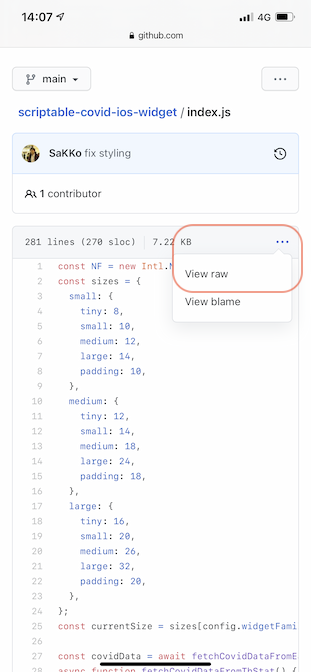 14:07 4G
github.com
main
scriptable-covid-ios-widget / index.js
SaKKo fix styling
1 contributor
281 lines (270 sloc) 7.22 KB
View raw
View blame
1 const NF = new Intl.N
2 const sizes = {
3 small: {
4 tiny: 8,
5 small: 10,
6 medium: 12,
7 large: 14,
8 padding: 10,
9 },
10 medium: {
11 tiny: 12,
12 small: 14,
13 medium: 18,
14 large: 24,
15 padding: 18,
16 },
17 large: {
18 tiny: 16,
19 small: 20,
20 medium: 26,
21 large: 32,
22 padding: 20,
23 },
24 };
25 const currentSize = sizes[config.widgetFami
26
27 const covidData = await fetchCovidDataFromE
28 async function fetchCovidDataFromThStat() {